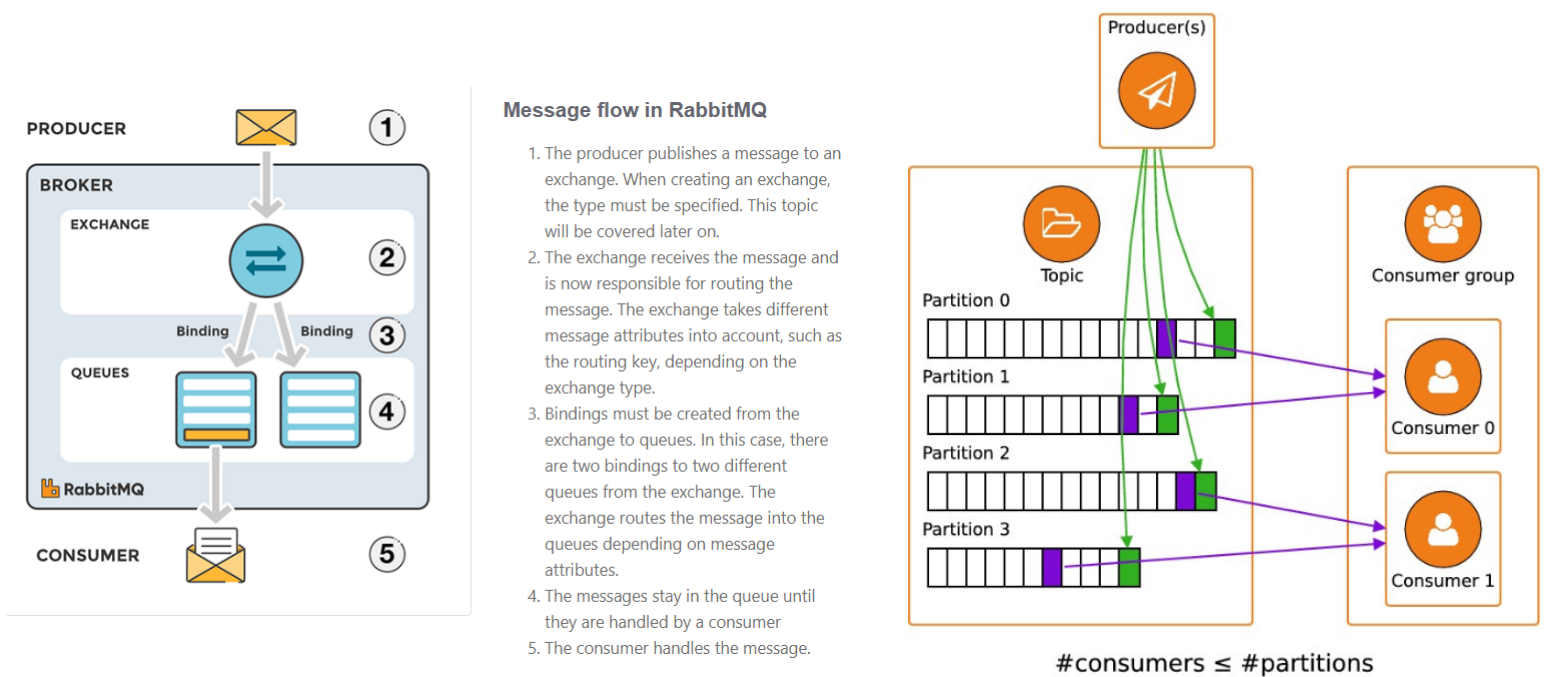 PRODUCER
1
BROKER
EXCHANGE
2
Binding
Binding
3
QUEUES
4
RabbitMQ
CONSUMER
5
Message flow in RabbitMQ
1. The producer publishes a message to an
exchange. When creating an exchange,
the type must be specified. This topic
will be covered later on.
2. The exchange receives the message and
is now responsible for routing the
message. The exchange takes different
message attributes into account, such as
the routing key, depending on the
exchange type.
3. Bindings must be created from the
exchange to queues. In this case, there
are two bindings to two different
queues from the exchange. The
exchange routes the message into the
queues depending on message
attributes.
4. The messages stay in the queue until
they are handled by a consumer
5. The consumer handles the message.
Producer(s)
Topic
Partition 0
Partition 1
Partition 2
Partition 3
Consumer group
Consumer 0
Consumer 1
#consumers ≤ #partitions